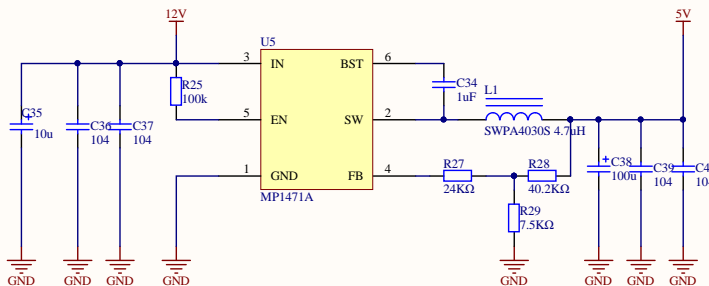 12V
5V
U5
3
IN
BST
6
R25
100k
C34
1uF
L1
C35
10u
C36
104
C37
104
5
EN
SW
2
SWPA4030S 4.7uH
1
GND
FB
4
R27
24KΩ
R28
40.2KΩ
C38
100u
C39
104
MP1471A
R29
7.5KΩ
GND
GND
GND
GND
GND
GND
GND
GND